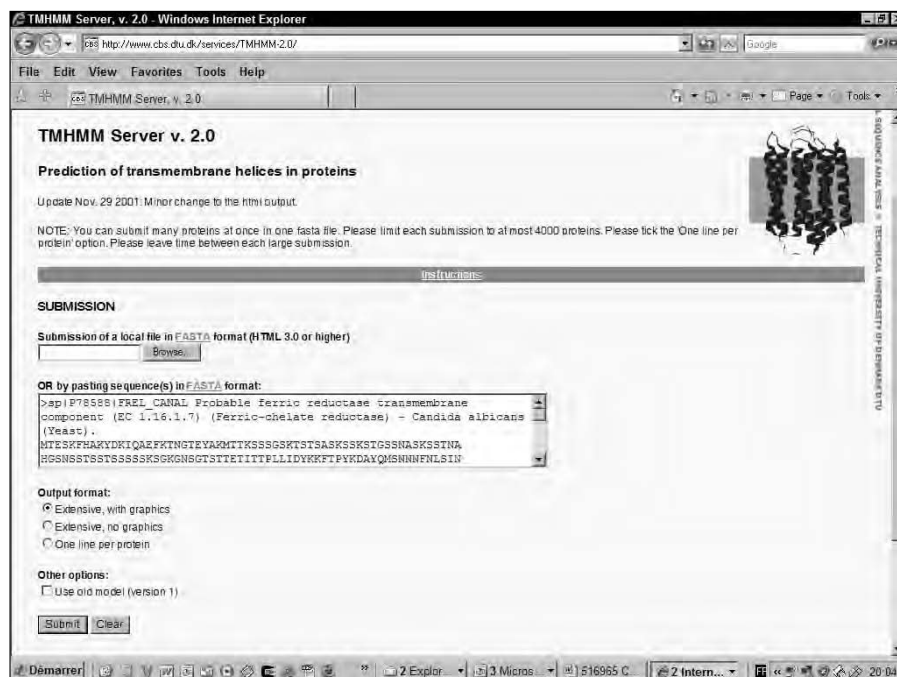 TMHMM Server, v. 2.0 - Windows Internet Explorer
http://www.cbs.dtu.dk/services/TMHMM-2.0/
Google
File Edit View Favorites Tools Help
TMHMM Server, v. 2.0
Page
Tools
TMHMM Server v. 2.0
Prediction of transmembrane helices in proteins
Update Nov. 29 2001: Minor change to the html output.
NOTE: You can submit many proteins at once in one fasta file. Please limit each submission to at most 4000 proteins. Please tick the 'One line per
protein' option. Please leave time between each large submission.
Instructions
SUBMISSION
Submission of a local file in FASTA format (HTML 3.0 or higher)
Browse...
OR by pasting sequence(s) in FASTA format:
>sp|P78588|FREL_CANAL Probable ferric reductase transmembrane
component (EC 1.16.1.7) (Ferric-chelate reductase) - Candida albicans
(Yeast).
MTESKFHAKYDKIQAEFKTNGTEYAKMTTKSSSGSKTSTSASKSSKSTGSSNASKSSTNA
HGSNSSTSSTSSSSSKSGKGNSGTSTTETITTPLLIDYKKFTPYKDAYQMSNNNFNLSIN
Output format:
Extensive, with graphics
Extensive, no graphics
One line per protein
Other options:
Use old model (version 1)
Submit Clear
SEQUENCE ANALYSIS
TECHNICAL UNIVERSITY OF DENMARK DTU
Démarrer
2 Explor
3 Micros...
516965 C...
2 Intern...
FR
20:04